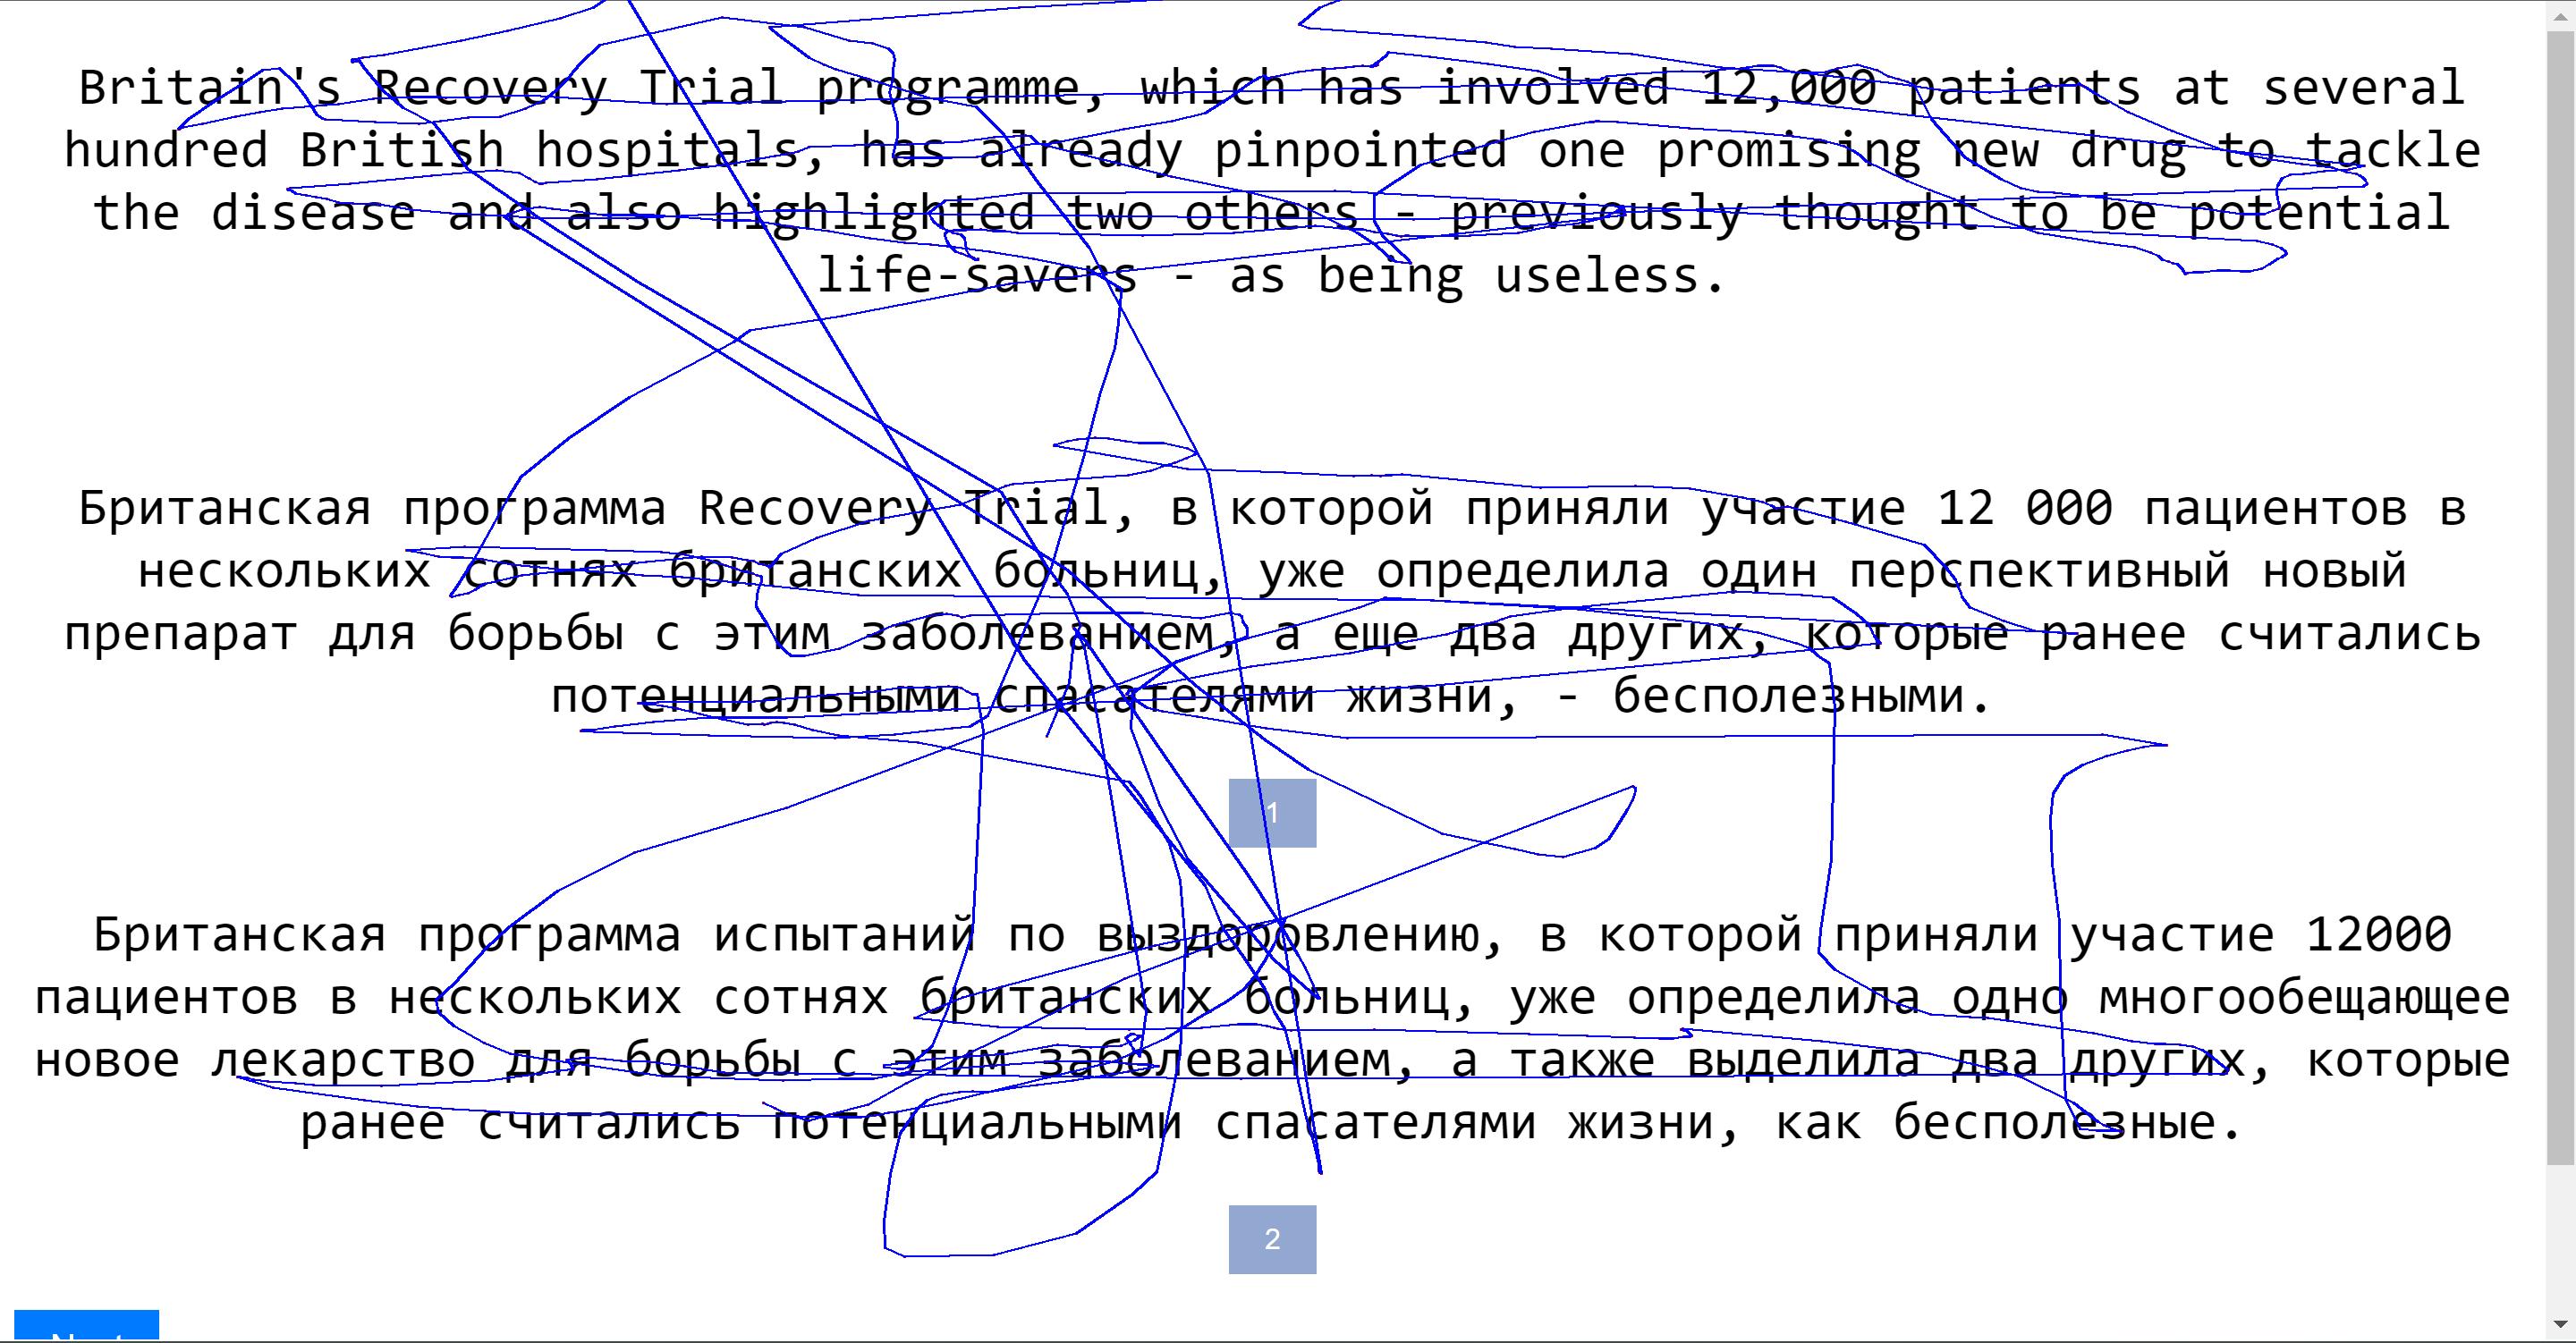 Britain's Recovery Trial programme, which has involved 12,000 patients at several
hundred British hospitals, has already pinpointed one promising new drug to tackle
the disease and also highlighted two others - previously thought to be potential
life-savers - as being useless.
Британская программа Recovery Trial, в которой приняли участие 12 000 пациентов в
нескольких сотнях британских больниц, уже определила один перспективный новый
препарат для борьбы с этим заболеванием, а еще два других, которые ранее считались
потенциальными спасателями жизни, - бесполезными.
1
Британская программа испытаний по выздоровлению, в которой приняли участие 12000
пациентов в нескольких сотнях британских больниц, уже определила одно многообещающее
новое лекарство для борьбы с этим заболеванием, а также выделила два других, которые
ранее считались потенциальными спасателями жизни, как бесполезные.
2